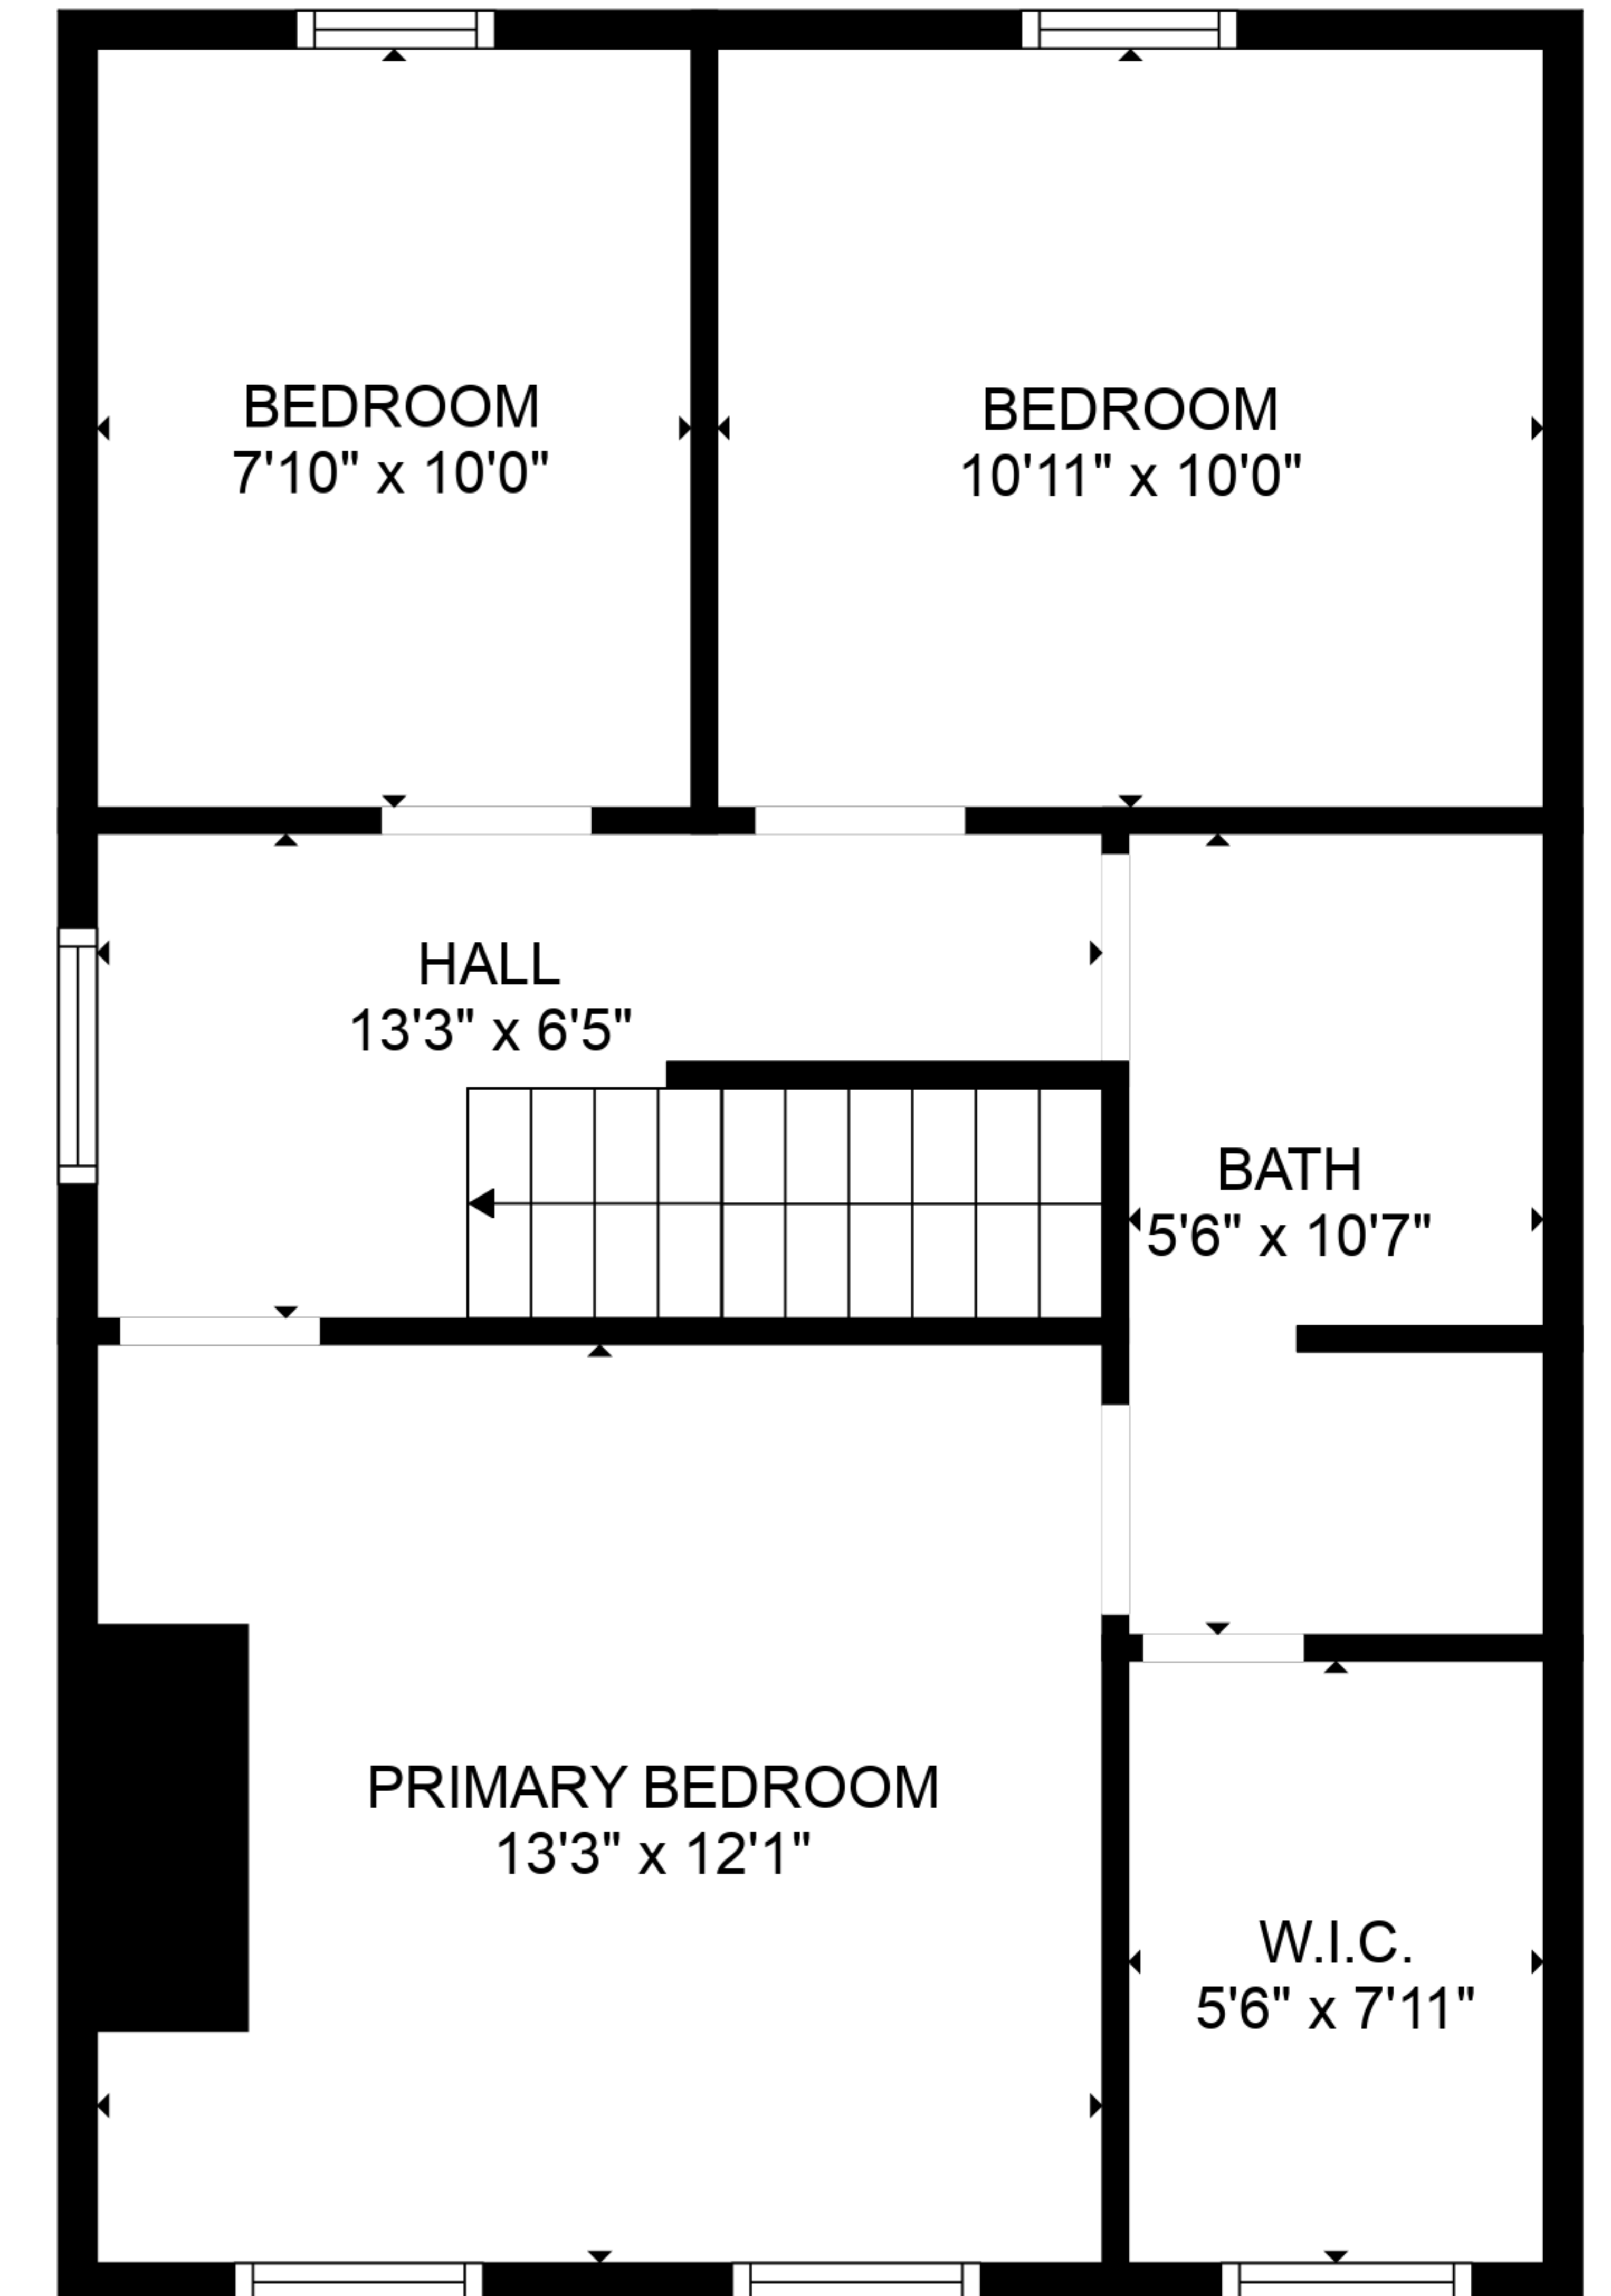 BEDROOM
7'10" x 10'0"
BEDROOM
10'11" x 10'0"
HALL
13'3" x 6'5"
BATH
5'6" x 10'7"
PRIMARY BEDROOM
13'3" x 12'1"
W.I.C.
5'6" x 7'11"